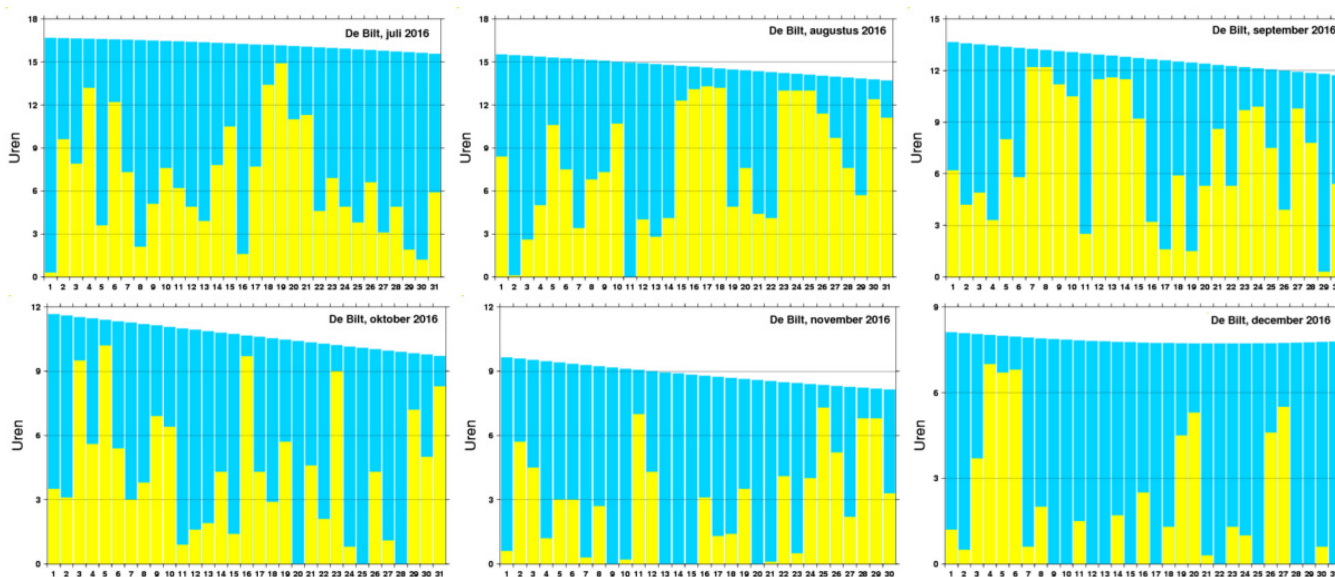 De Bilt, juli 2016
Uren
18
15
12
9
6
3
0
1 2 3 4 5 6 7 8 9 10 11 12 13 14 15 16 17 18 19 20 21 22 23 24 25 26 27 28 29 30 31
De Bilt, augustus 2016
Uren
18
15
12
9
6
3
0
1 2 3 4 5 6 7 8 9 10 11 12 13 14 15 16 17 18 19 20 21 22 23 24 25 26 27 28 29 30 31
De Bilt, september 2016
Uren
15
12
9
6
3
0
1 2 3 4 5 6 7 8 9 10 11 12 13 14 15 16 17 18 19 20 21 22 23 24 25 26 27 28 29 3
De Bilt, oktober 2016
Uren
12
9
6
3
0
1 2 3 4 5 6 7 8 9 10 11 12 13 14 15 16 17 18 19 20 21 22 23 24 25 26 27 28 29 30 31
De Bilt, november 2016
Uren
12
9
6
3
0
1 2 3 4 5 6 7 8 9 10 11 12 13 14 15 16 17 18 19 20 21 22 23 24 25 26 27 28 29 30
De Bilt, december 2016
Uren
9
6
3
0
1 2 3 4 5 6 7 8 9 10 11 12 13 14 15 16 17 18 19 20 21 22 23 24 25 26 27 28 29 30 3